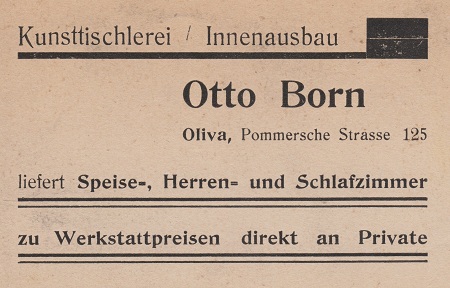 Kunsttischlerei / Innenausbau
Otto Born
Oliva, Pommersche Strasse 125
liefert Speise-, Herren- und Schlafzimmer
zu Werkstattpreisen direkt an Private